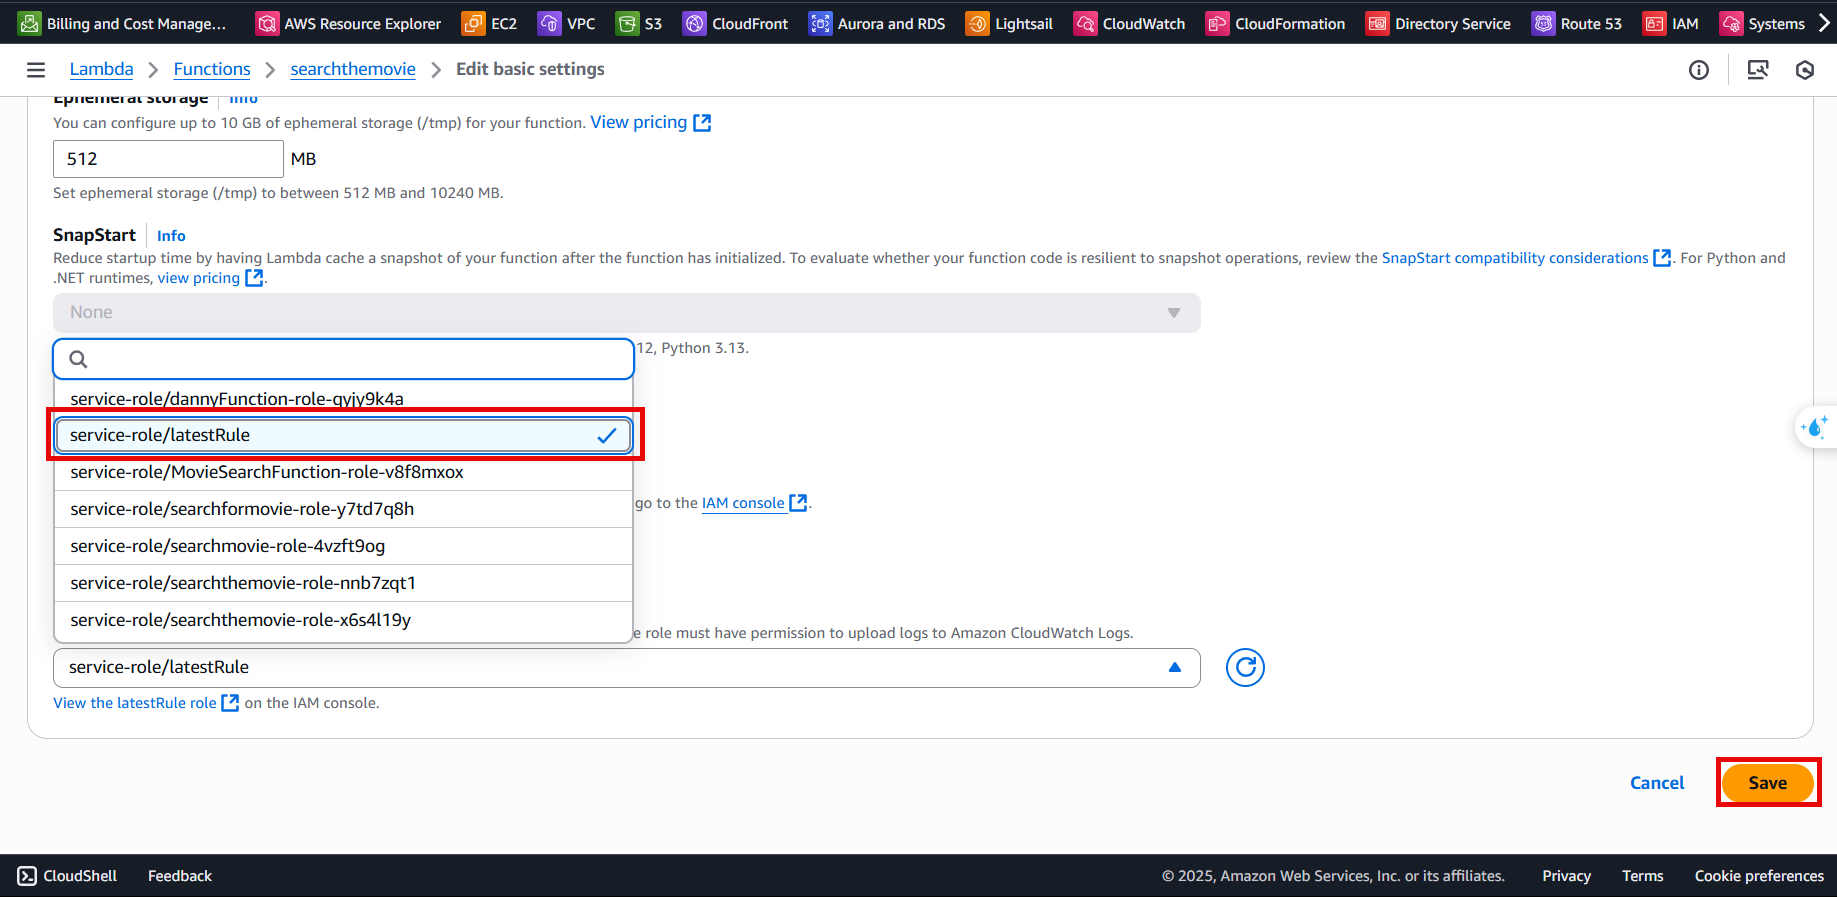 Billing and Cost Manage... AWS Resource Explorer EC2 VPC S3 CloudFront Aurora and RDS Lightsail CloudWatch CloudFormation Directory Service Route 53 IAM Systems
Lambda Functions searchthemovie Edit basic settings
Ephemeral storage Info
You can configure up to 10 GB of ephemeral storage (/tmp) for your function. View pricing
512 MB
Set ephemeral storage (/tmp) to between 512 MB and 10240 MB.
SnapStart Info
Reduce startup time by having Lambda cache a snapshot of your function after the function has initialized. To evaluate whether your function code is resilient to snapshot operations, review the SnapStart compatibility considerations. For Python and
.NET runtimes, view pricing.
None
12, Python 3.13.
service-role/dannyFunction-role-qyjy9k4a
service-role/latestRule
service-role/MovieSearchFunction-role-v8f8mxox
go to the IAM console.
service-role/searchformovie-role-y7td7q8h
service-role/searchmovie-role-4vzft9og
service-role/searchthemovie-role-nnb7zqt1
service-role/searchthemovie-role-x6s4l19y
e role must have permission to upload logs to Amazon CloudWatch Logs.
service-role/latestRule
View the latestRule role on the IAM console.
Cancel Save
CloudShell Feedback © 2025, Amazon Web Services, Inc. or its affiliates. Privacy Terms Cookie preferences